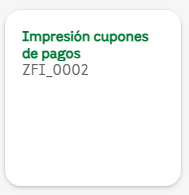 Impresión cupones
de pagos
ZFI_0002